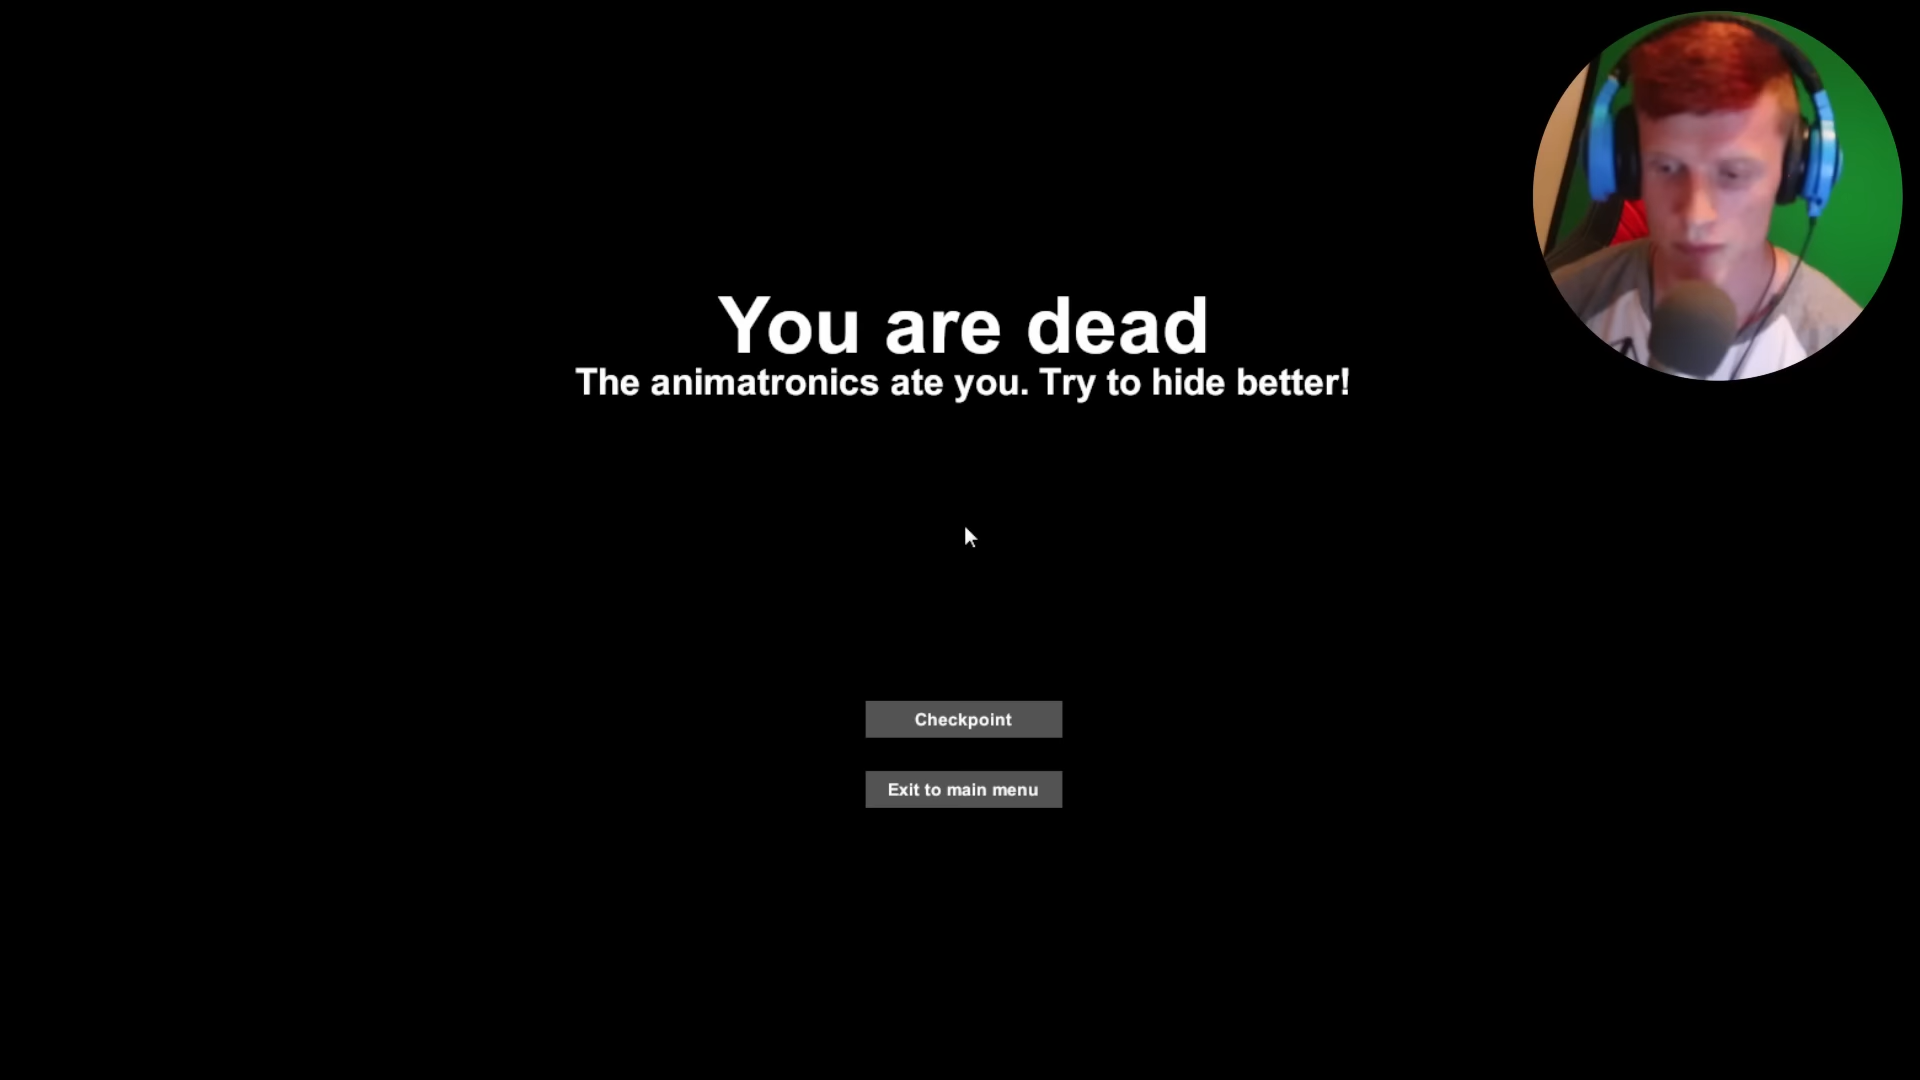 You are dead
The animatronics ate you. Try to hide better!
Checkpoint
Exit to main menu